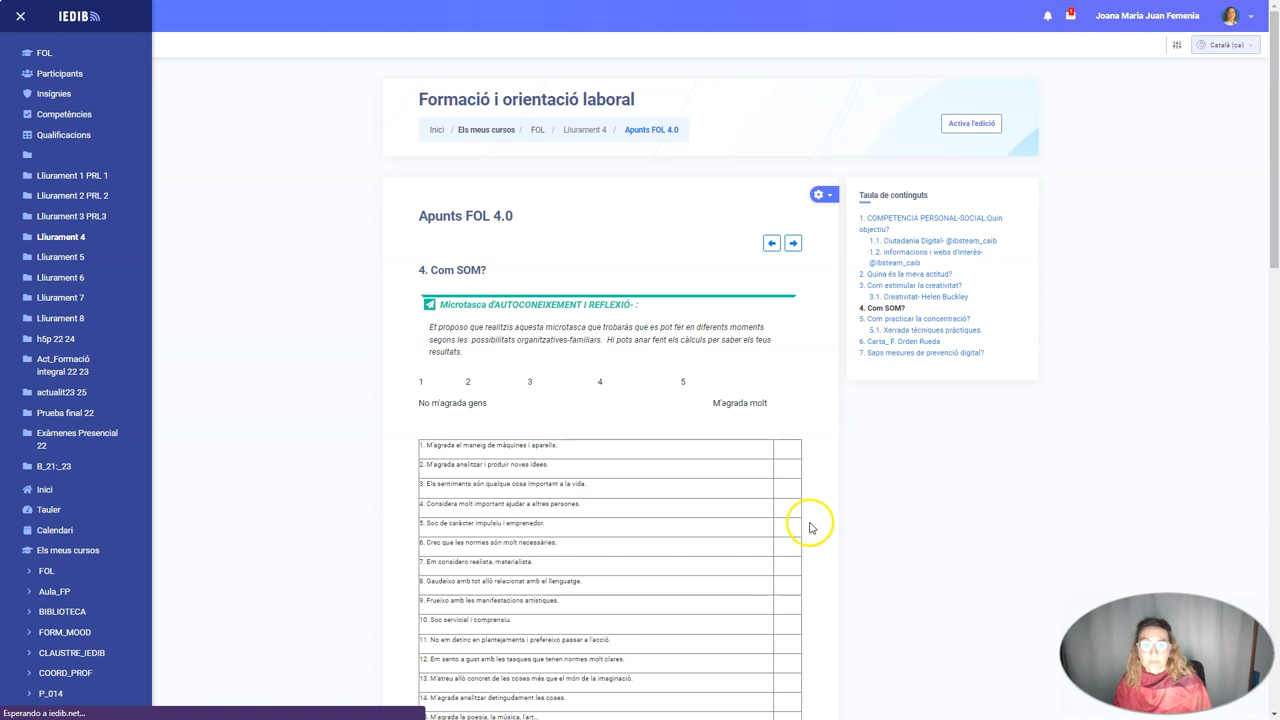 IEDIB
Joana Maria Juan Femenia
1
Català (ca)
FOL
Participants
Insígnies
Competències
Qualificacions
Lliurament 1 PRL 1
Lliurament 2 PRL 2
Lliurament 3 PRL3
Lliurament 4
Lliurament 5
Lliurament 6
Lliurament 7
Lliurament 8
h5p 22 24
Act_Formació
integral 22 23
actualit23 25
Prueba final 22
Exàmenes Presencial
22
B_21:_23
Inici
Tauler
Calendari
Els meus cursos
FOL
Aula_FP
BIBLIOTECA
FORM_MOOD
CLAUSTRE_IEDIB
COORD_PROF
P_014
Esperando a iedib.net...
Formació i orientació laboral
Inici / Els meus cursos / FOL / Lliurament 4 / Apunts FOL 4.0
Activa l'edició
Apunts FOL 4.0
4. Com SOM?
Microtasca d'AUTOCONEIXEMENT I REFLEXIÓ- :
Et proposo que realitzis aquesta microtasca que trobaràs que es pot fer en diferents moments
segons les possibilitats organitzatives-familiars. Hi pots anar fent els càlculs per saber els teus
resultats.
1 2 3 4 5
No m'agrada gens M'agrada molt
1. M'agrada el maneig de màquines i aparells.
2. M'agrada analitzar i produir noves idees.
3. Els sentiments són qualque cosa important a la vida.
4. Considera molt important ajudar a altres persones.
5. Soc de caràcter impulsiu i emprenedor.
6. Crec que les normes són molt necessàries.
7. Em considero realista, materialista.
8. Gaudeixo amb tot allò relacionat amb el llenguatge.
9. Frueixo amb les manifestacions artístiques.
10. Soc servicial i comprensiu.
11. No em detinc en plantejaments i prefereixo passar a l'acció.
12. Em sento a gust amb les tasques que tenen normes molt clares.
13. M'atreu allò concret de les coses més que el món de la imaginació.
14. M'agrada analitzar detingudament les coses.
M'agrada la poesia, la música, l'art...
Taula de continguts
1. COMPETENCIA PERSONAL-SOCIAL:Quin
objectiu?
1.1. Ciutadania Digital- @ibsteam_caib
1.2. Informacions i webs d'interès-
@ibsteam_caib
2. Quina és la meva actitud?
3. Com estimular la creativitat?
3.1. Creativitat- Helen Buckley
4. Com SOM?
5. Com practicar la concentració?
5.1. Xerrada tècniques pràctiques.
6. Carta_ F. Orden Rueda
7. Saps mesures de prevenció digital?